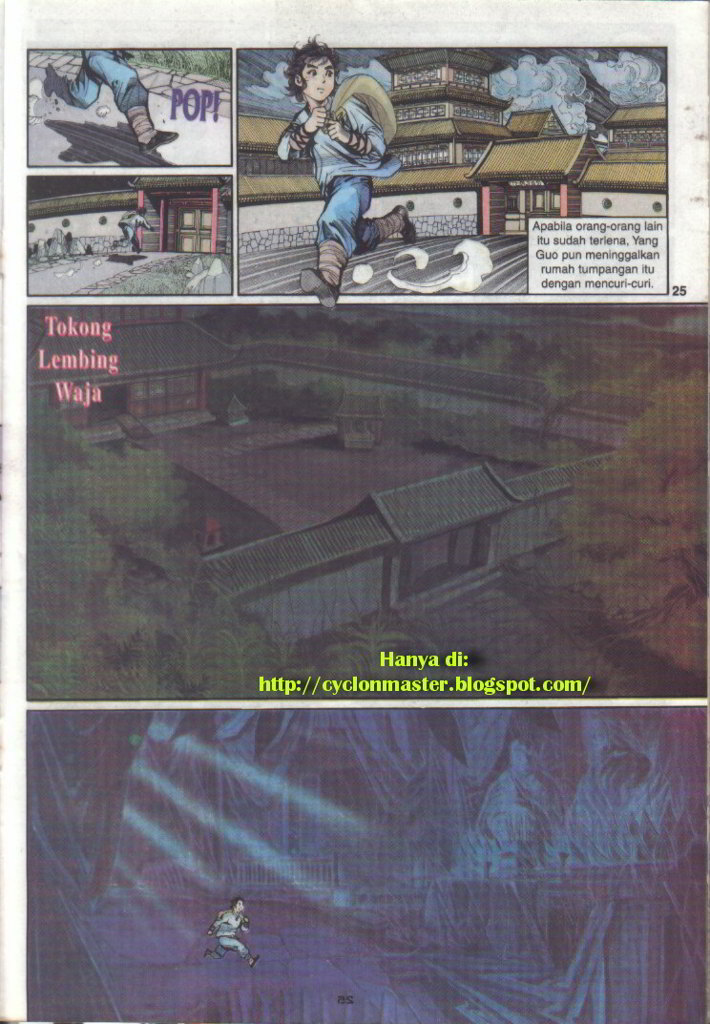 POP!
Apabila orang-orang lain
itu sudah terlena, Yang
Guo pun meninggalkan
rumah tumpangan itu
dengan mencuri-curi.
25
Tokong
Lembing
Waja
Hanya di:
http://cyclonmaster.blogspot.com/
25